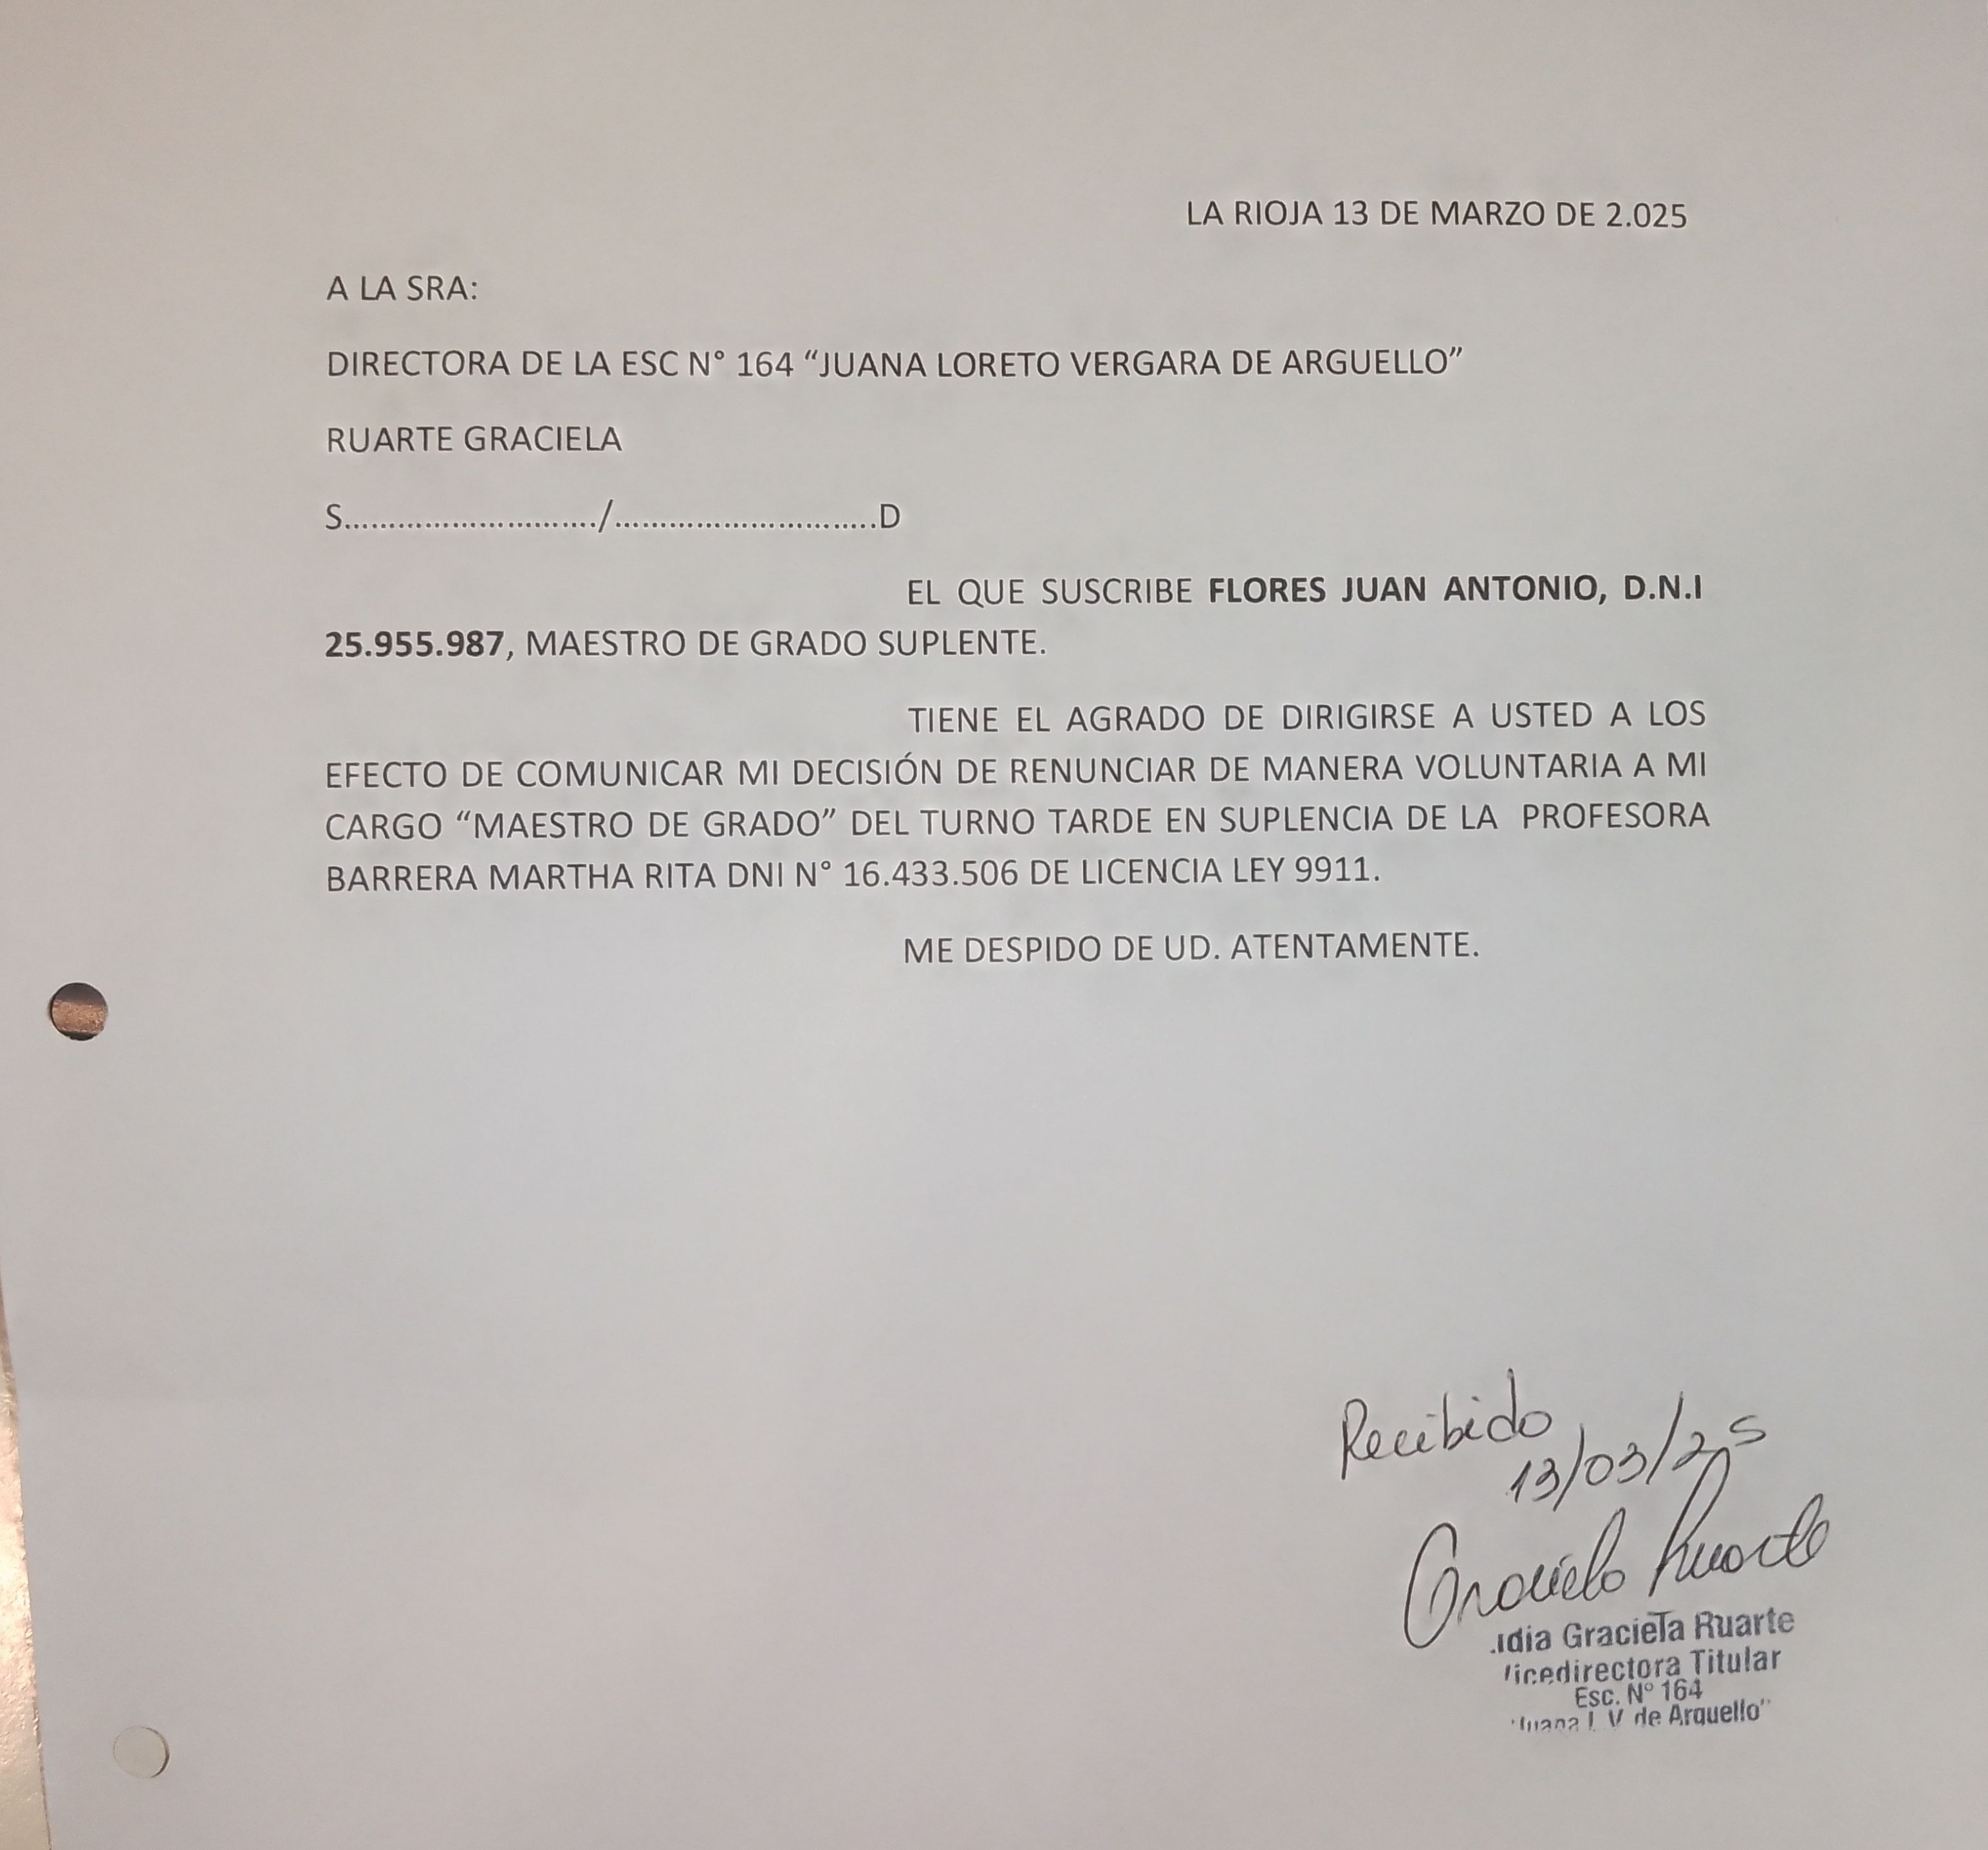 LA RIOJA 13 DE MARZO DE 2.025
A LA SRA:
DIRECTORA DE LA ESC N° 164 “JUANA LORETO VERGARA DE ARGUELLO”
RUARTE GRACIELA
S............................/.............................D
EL QUE SUSCRIBE FLORES JUAN ANTONIO, D.N.I
25.955.987, MAESTRO DE GRADO SUPLENTE.
TIENE EL AGRADO DE DIRIGIRSE A USTED A LOS
EFECTO DE COMUNICAR MI DECISIÓN DE RENUNCIAR DE MANERA VOLUNTARIA A MI
CARGO “MAESTRO DE GRADO” DEL TURNO TARDE EN SUPLENCIA DE LA PROFESORA
BARRERA MARTHA RITA DNI N° 16.433.506 DE LICENCIA LEY 9911.
ME DESPIDO DE UD. ATENTAMENTE.
Recibido
13/03/25
Graciela Ruarte
idia Graciela Ruarte
icedirectora Titular
Esc. Nº 164
"Juana L. V. de Arguello"